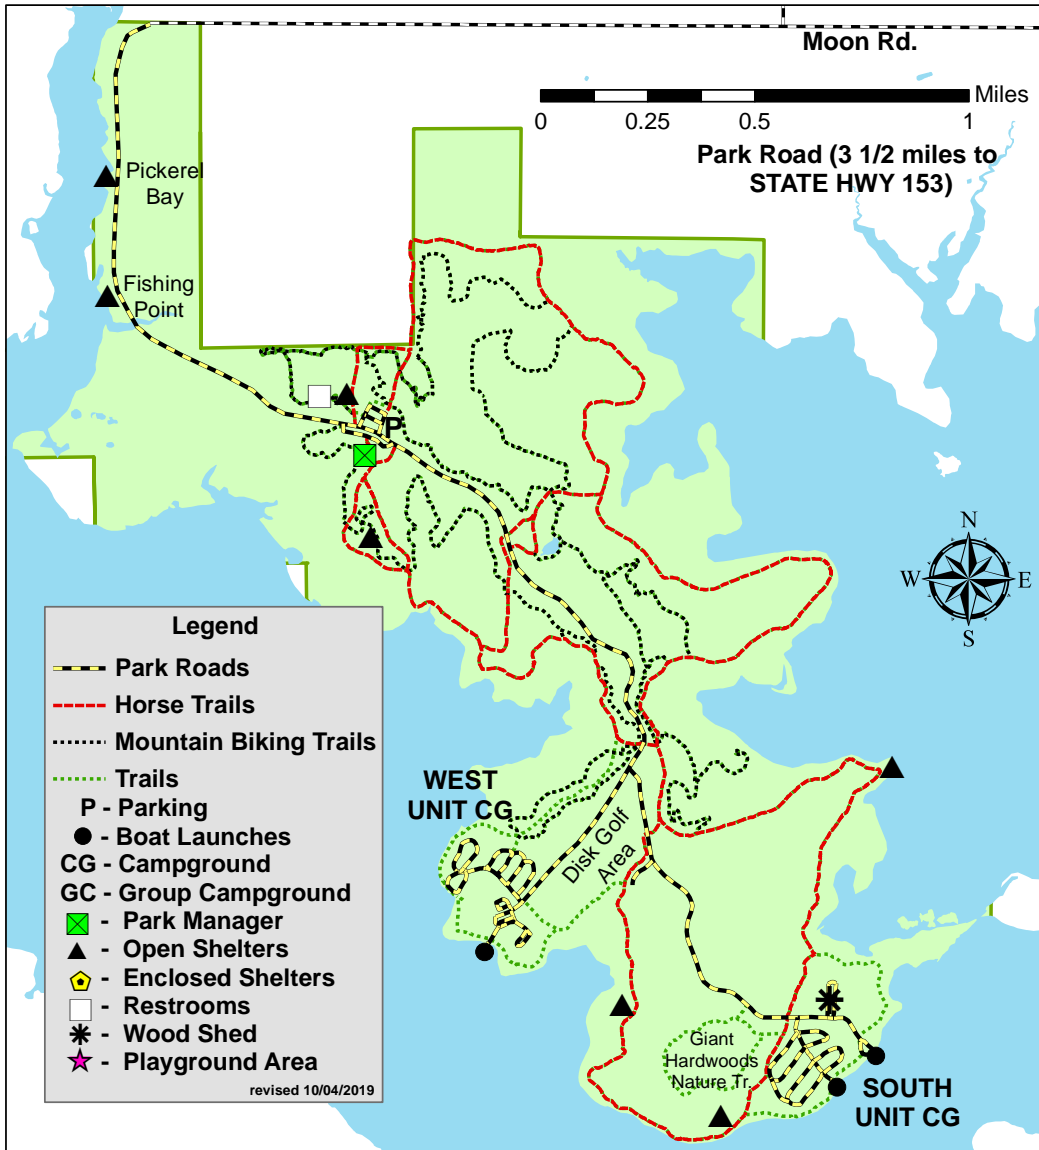 Moon Rd.
Miles
0 0.25 0.5 1
Park Road (3 1/2 miles to
STATE HWY 153)
Pickerel
Bay
Fishing
Point
P
N
W E
S
Legend
Park Roads
Horse Trails
Mountain Biking Trails
Trails
P - Parking
- Boat Launches
CG - Campground
GC - Group Campground
- Park Manager
- Open Shelters
- Enclosed Shelters
- Restrooms
- Wood Shed
- Playground Area
revised 10/04/2019
WEST
UNIT CG
Disk Golf
Area
Giant
Hardwoods
Nature Tr.
SOUTH
UNIT CG